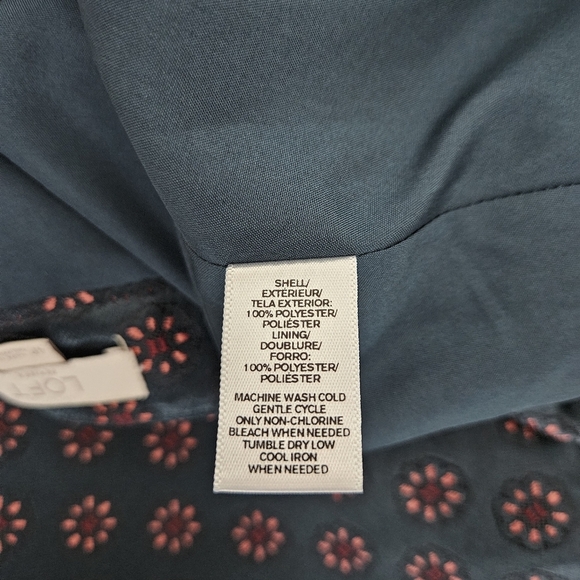 SHELL/
EXTÉRIEUR/
TELA EXTERIOR:
100% POLYESTER/
POLIÉSTER
LINING/
DOUBLURE/
FORRO:
100% POLYESTER/
POLIÉSTER
MACHINE WASH COLD
GENTLE CYCLE
ONLY NON-CHLORINE
BLEACH WHEN NEEDED
TUMBLE DRY LOW
COOL IRON
WHEN NEEDED
LOFT